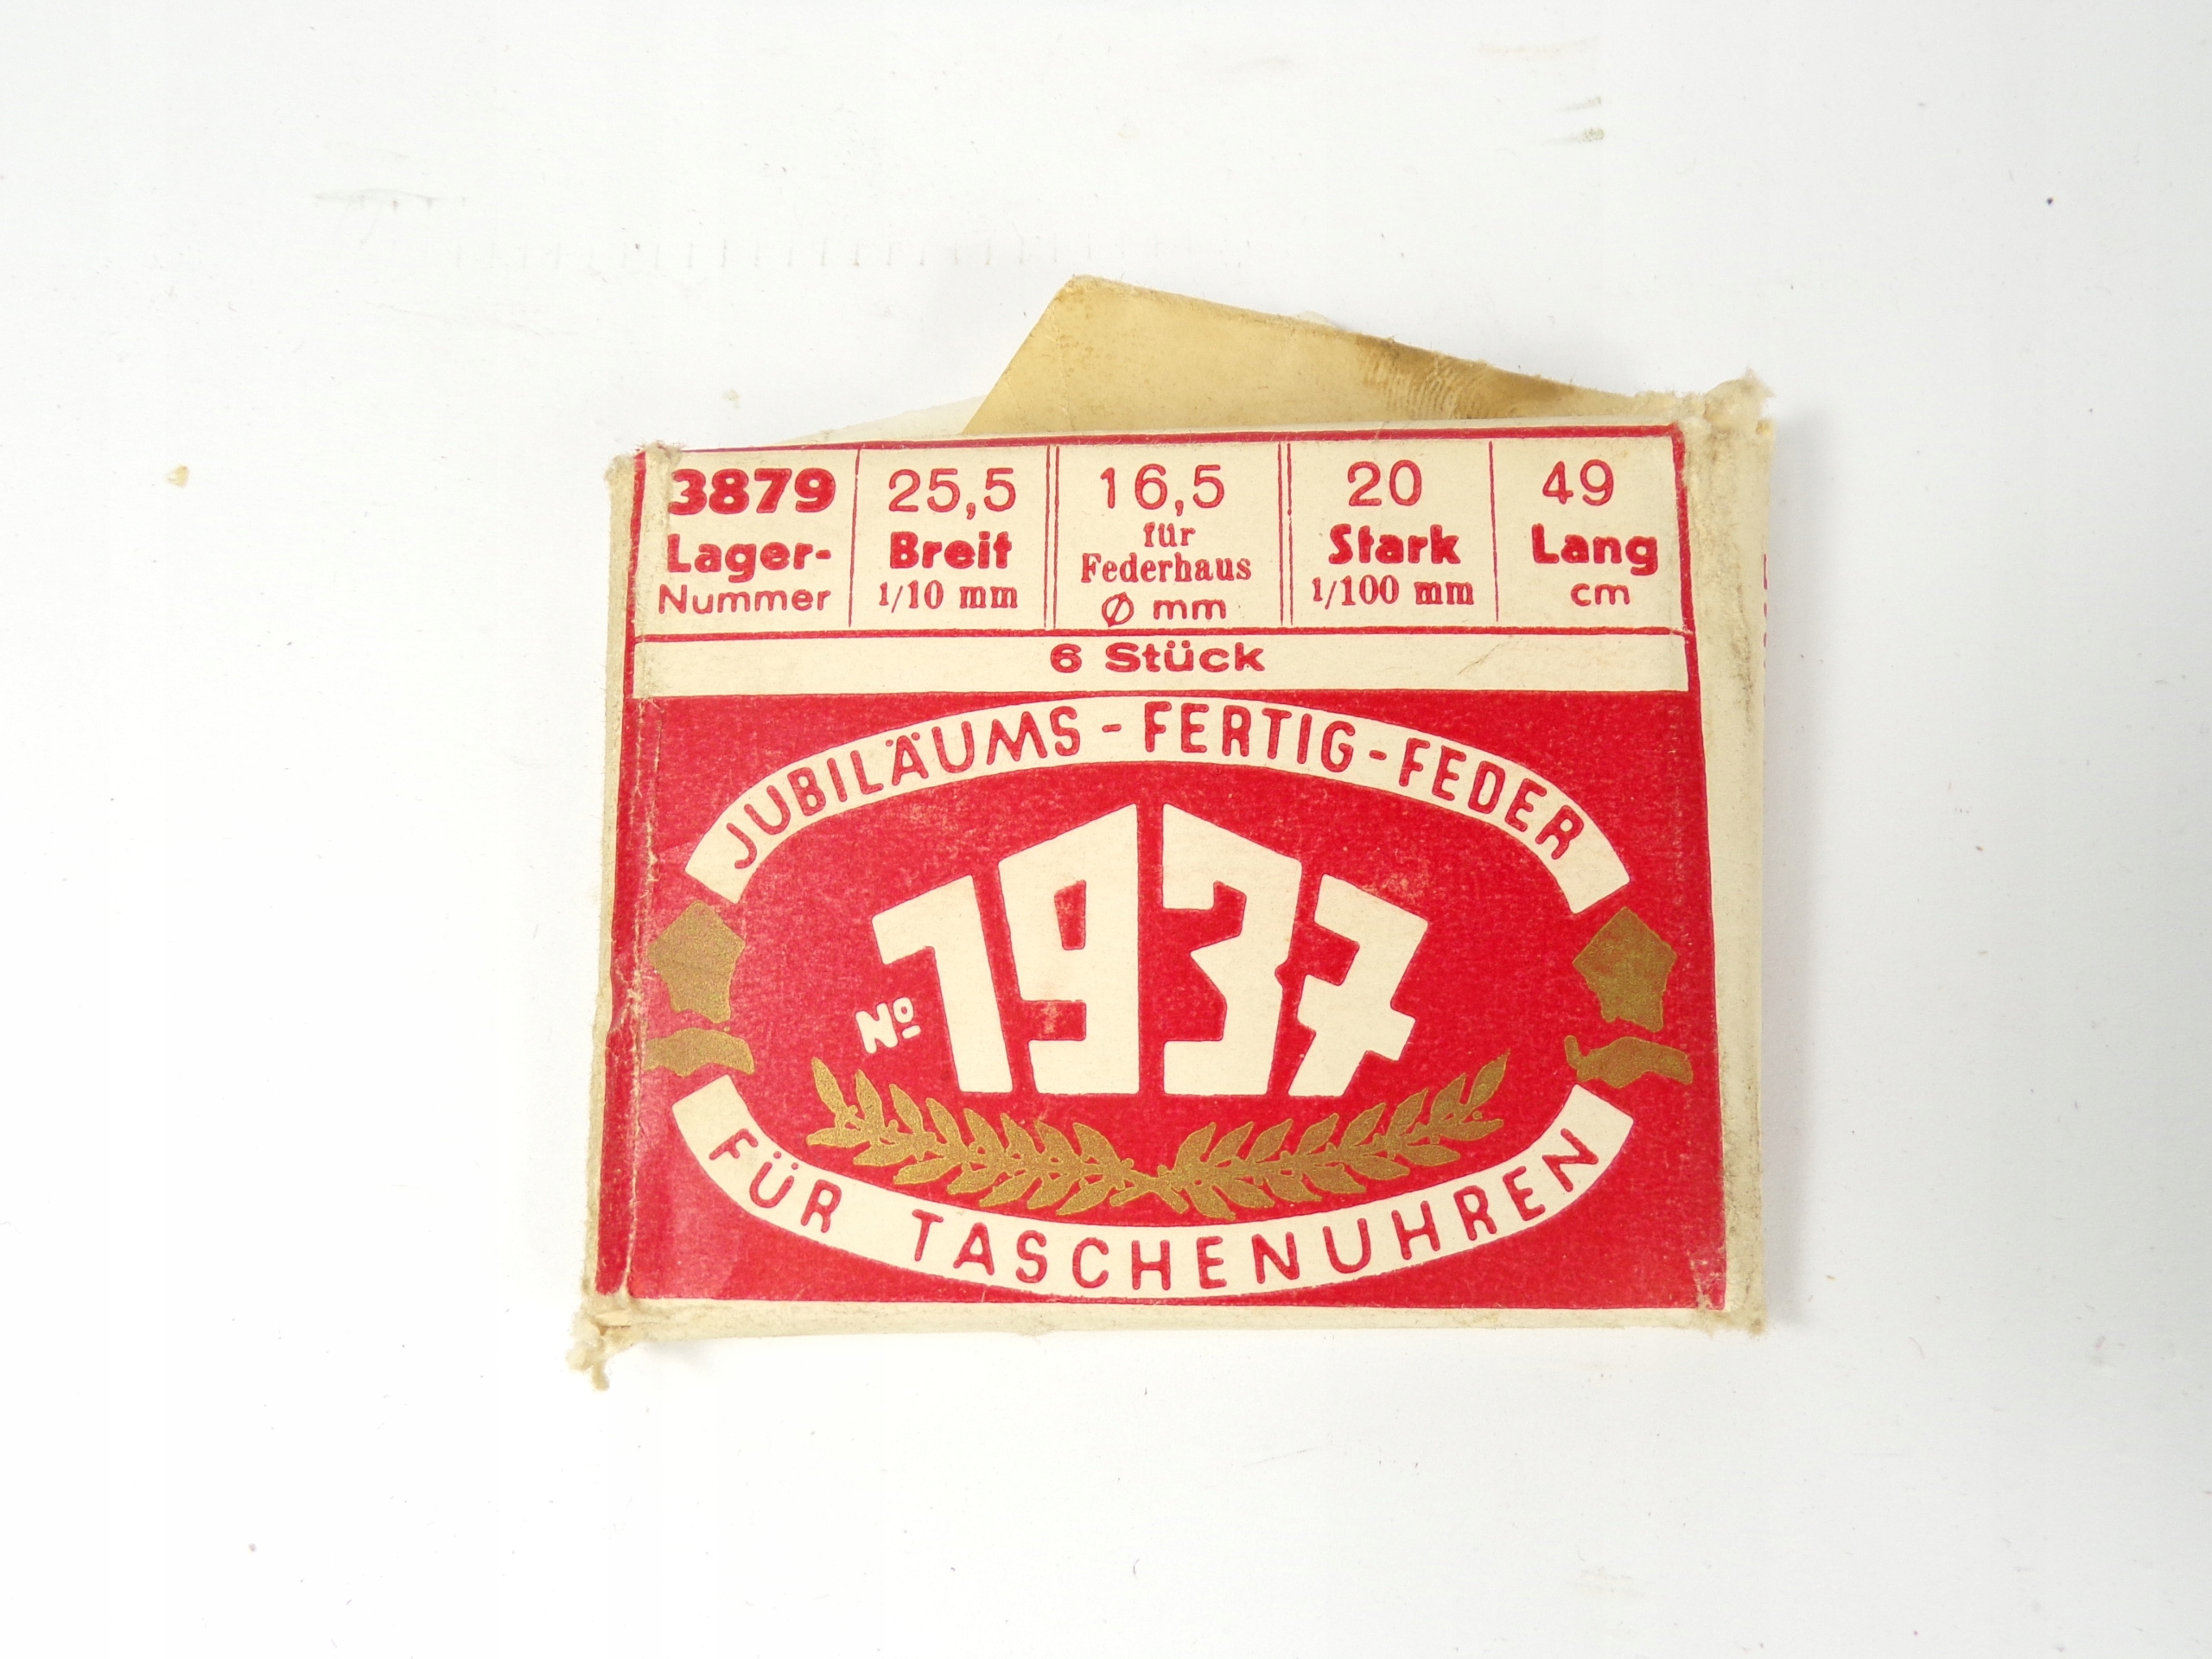 3879 25,5 16,5 20 49
Lager- Breit für Stark Lang
Nummer 1/10 mm Federhaus 1/100 mm cm
Ø mm
6 Stück
JUBILÄUMS-FERTIG-FEDER
No 1937
FÜR TASCHENUHREN